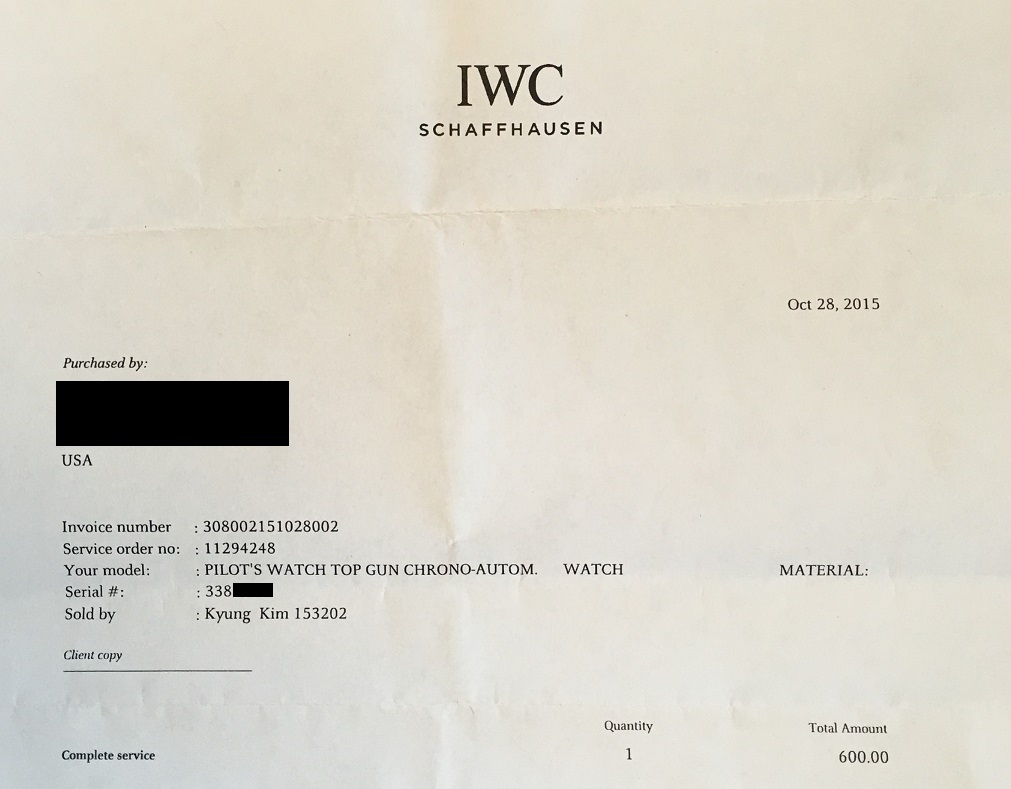 IWC
SCHAFFHAUSEN
Oct 28, 2015
Purchased by:
USA
Invoice number : 308002151028002
Service order no: : 11294248
Your model: : PILOT'S WATCH TOP GUN CHRONO-AUTOM. WATCH MATERIAL:
Serial #: : 338
Sold by : Kyung Kim 153202
Client copy
Quantity Total Amount
Complete service 1 600.00